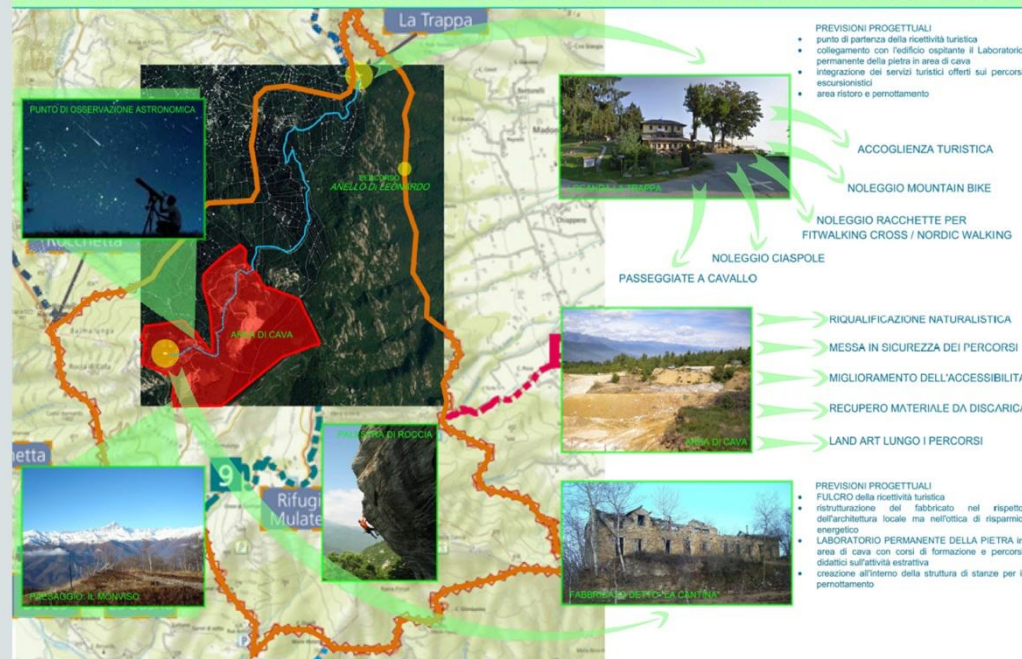 La Trappa
PUNTO DI OSSERVAZIONE ASTRONOMICA
PERCORSO
ANELLO DI LEONARDO
AREA DI CAVA
9
Rifugi
Mulate
PALESTRA DI ROCCIA
PAESAGGIO: IL MONVISO
PREVISIONI PROGETTUALI
• punto di partenza della ricettività turistica
• collegamento con l'edificio ospitante il Laboratorio
permanente della pietra in area di cava
• integrazione dei servizi turistici offerti sui percorsi
escursionistici
• area ristoro e pernottamento
LOCANDA LA TRAPPA
ACCOGLIENZA TURISTICA
NOLEGGIO MOUNTAIN BIKE
NOLEGGIO RACCHETTE PER
FITWALKING CROSS / NORDIC WALKING
NOLEGGIO CIASPOLE
PASSEGGIATE A CAVALLO
AREA DI CAVA
RIQUALIFICAZIONE NATURALISTICA
MESSA IN SICUREZZA DEI PERCORSI
MIGLIORAMENTO DELL'ACCESSIBILITA
RECUPERO MATERIALE DA DISCARICA
LAND ART LUNGO I PERCORSI
FABBRICATO DETTO "LA CANTINA"
PREVISIONI PROGETTUALI
• FULCRO della ricettività turistica
• ristrutturazione del fabbricato nel rispetto
dell'architettura locale ma nell'ottica di risparmio
energetico
• LABORATORIO PERMANENTE DELLA PIETRA in
area di cava con corsi di formazione e percorsi
didattici sull'attività estrattiva
• creazione all'interno della struttura di stanze per il
pernottamento